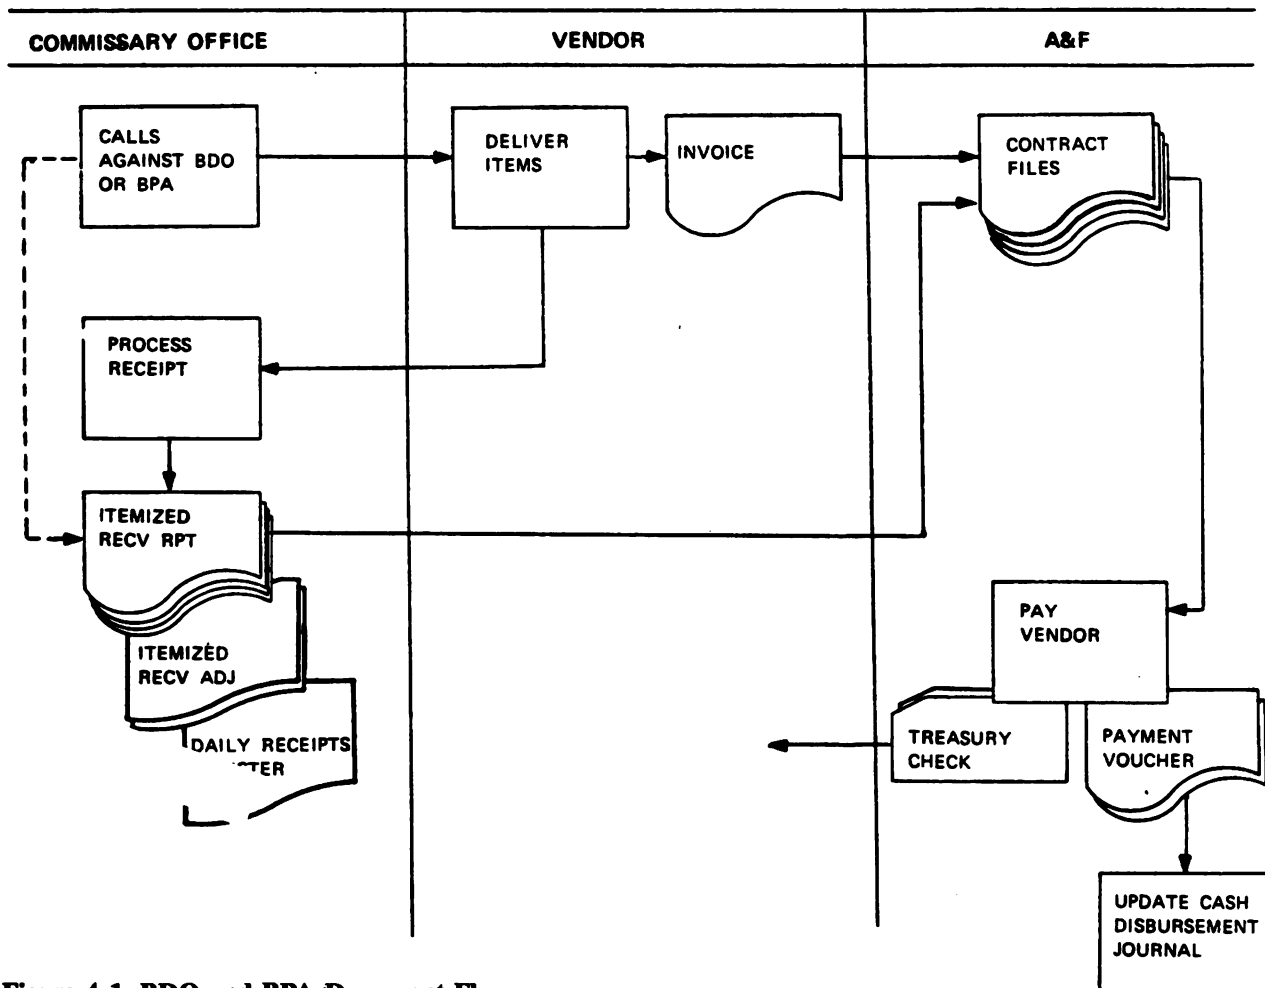 COMMISSARY OFFICE
VENDOR
A&F
CALLS
AGAINST BDO
OR BPA
DELIVER
ITEMS
INVOICE
CONTRACT
FILES
PROCESS
RECEIPT
ITEMIZED
RECV RPT
ITEMIZED
RECV ADJ
DAILY RECEIPTS
PAY
VENDOR
TREASURY
CHECK
PAYMENT
VOUCHER
UPDATE CASH
DISBURSEMENT
JOURNAL